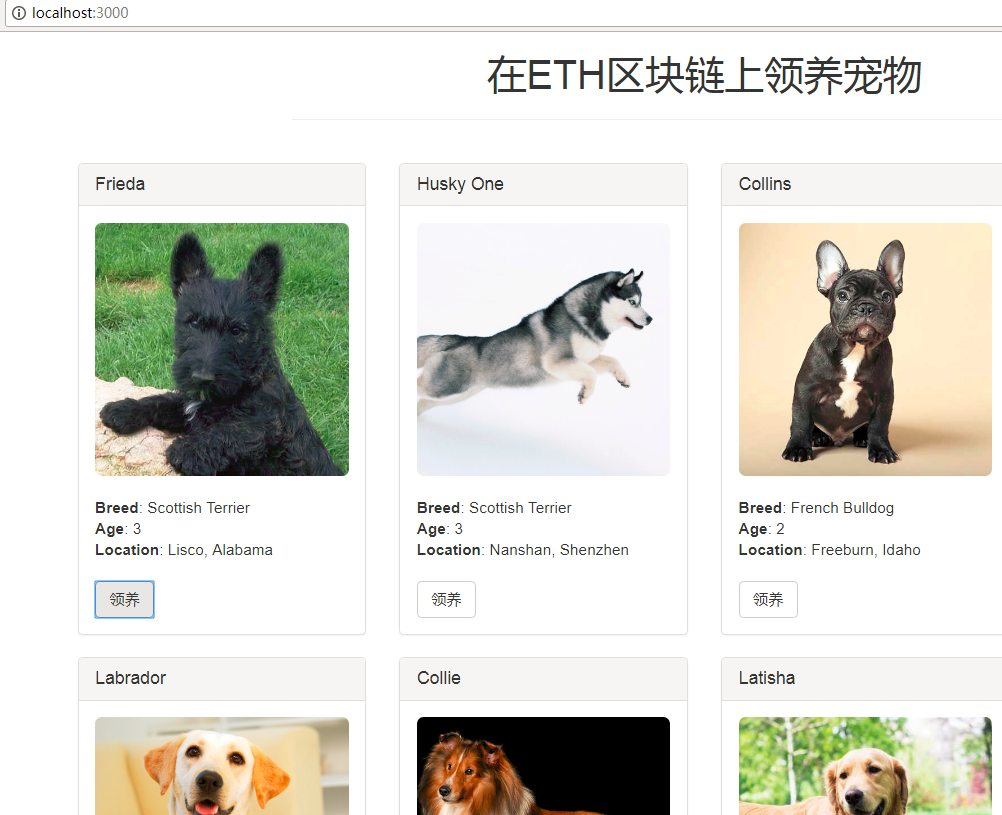 localhost:3000
在ETH区块链上领养宠物
Frieda
Husky One
Collins
Breed: Scottish Terrier
Age: 3
Location: Lisco, Alabama
领养
Breed: Scottish Terrier
Age: 3
Location: Nanshan, Shenzhen
领养
Breed: French Bulldog
Age: 2
Location: Freeburn, Idaho
领养
Labrador
Collie
Latisha